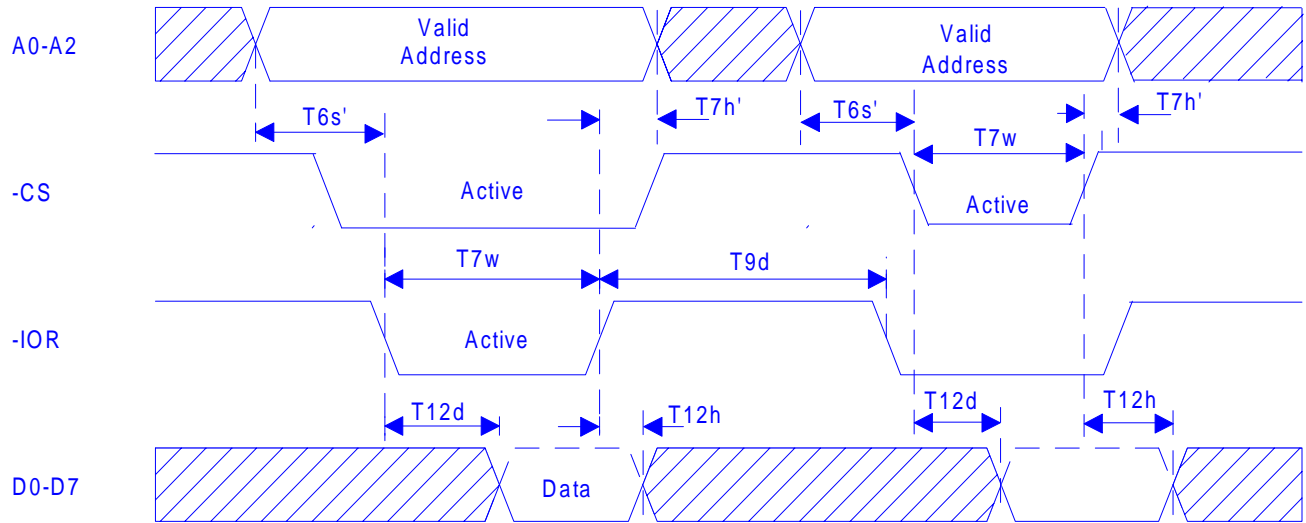 A0-A2
Valid
Address
Valid
Address
T6s'
T7h'
T6s'
T7h'
T7w
-CS
Active
Active
T7w
T9d
-IOR
Active
T12d
T12h
T12d
T12h
D0-D7
Data